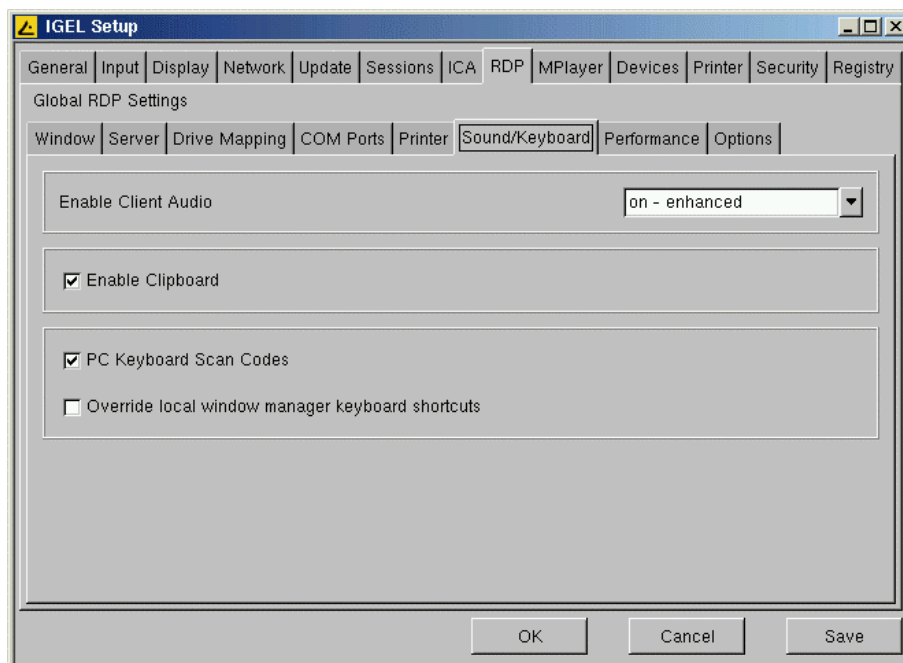 IGEL Setup
General Input Display Network Update Sessions ICA RDP MPlayer Devices Printer Security Registry
Global RDP Settings
Window Server Drive Mapping COM Ports Printer Sound/Keyboard Performance Options
Enable Client Audio on - enhanced
Enable Clipboard
PC Keyboard Scan Codes
Override local window manager keyboard shortcuts
OK Cancel Save